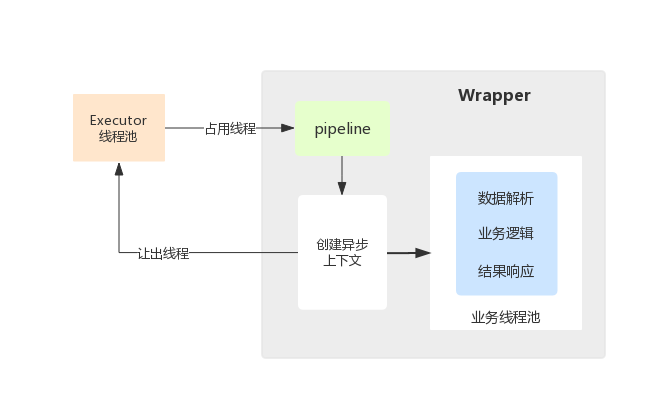 Wrapper
Executor
线程池
占用线程
pipeline
数据解析
业务逻辑
创建异步
上下文
让出线程
结果响应
业务线程池